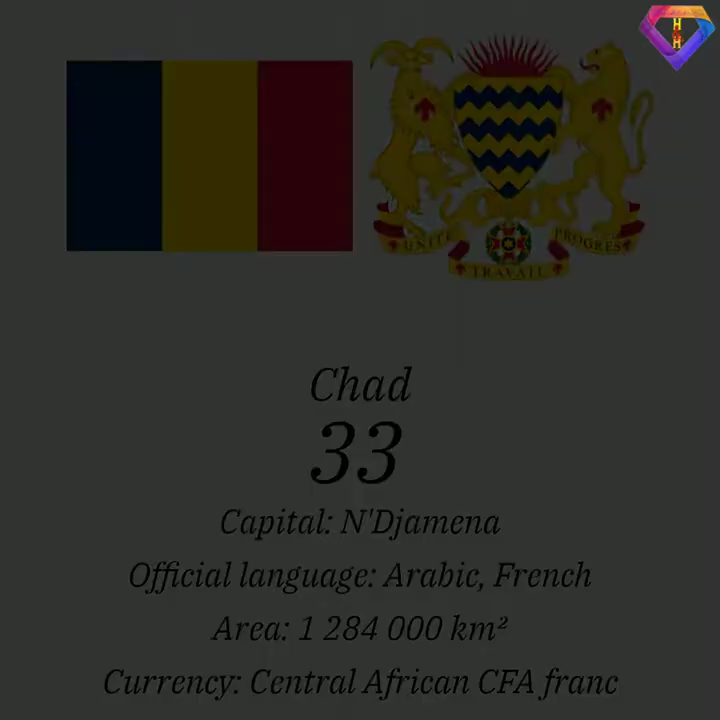 H
&
H
UNITÉ
TRAVAIL
PROGRES
Chad
33
Capital: N'Djamena
Official language: Arabic, French
Area: 1 284 000 km²
Currency: Central African CFA franc